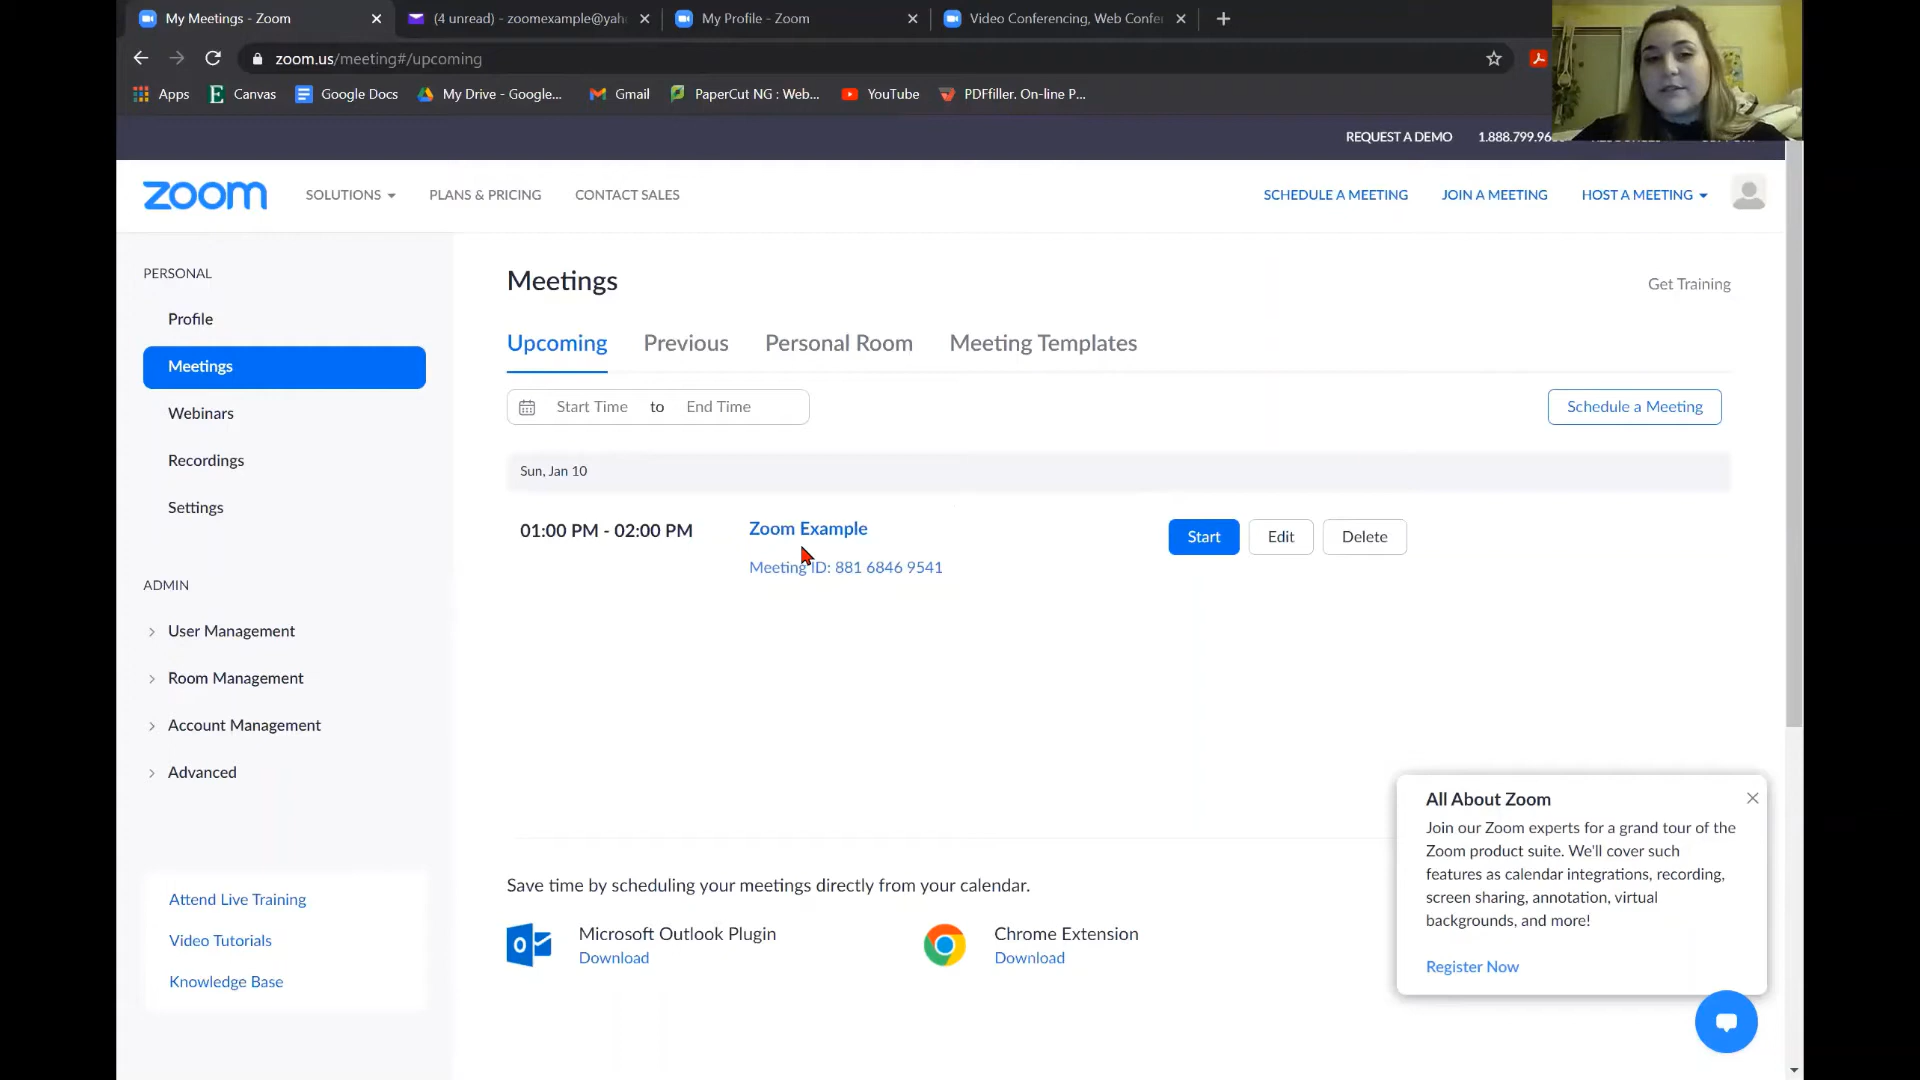 My Meetings - Zoom
(4 unread) - zoomexample@yah
My Profile - Zoom
Video Conferencing, Web Confe
zoom.us/meeting#/upcoming
Apps
Canvas
Google Docs
My Drive - Google...
Gmail
PaperCut NG : Web...
YouTube
PDFfiller. On-line P...
REQUEST A DEMO
1.888.799.96
zoom
SOLUTIONS
PLANS & PRICING
CONTACT SALES
SCHEDULE A MEETING
JOIN A MEETING
HOST A MEETING
PERSONAL
Profile
Meetings
Webinars
Recordings
Settings
ADMIN
User Management
Room Management
Account Management
Advanced
Attend Live Training
Video Tutorials
Knowledge Base
Meetings
Get Training
Upcoming
Previous
Personal Room
Meeting Templates
Start Time to End Time
Schedule a Meeting
Sun, Jan 10
01:00 PM - 02:00 PM
Zoom Example
Meeting ID: 881 6846 9541
Start
Edit
Delete
Save time by scheduling your meetings directly from your calendar.
Microsoft Outlook Plugin
Download
Chrome Extension
Download
All About Zoom
Join our Zoom experts for a grand tour of the
Zoom product suite. We'll cover such
features as calendar integrations, recording,
screen sharing, annotation, virtual
backgrounds, and more!
Register Now